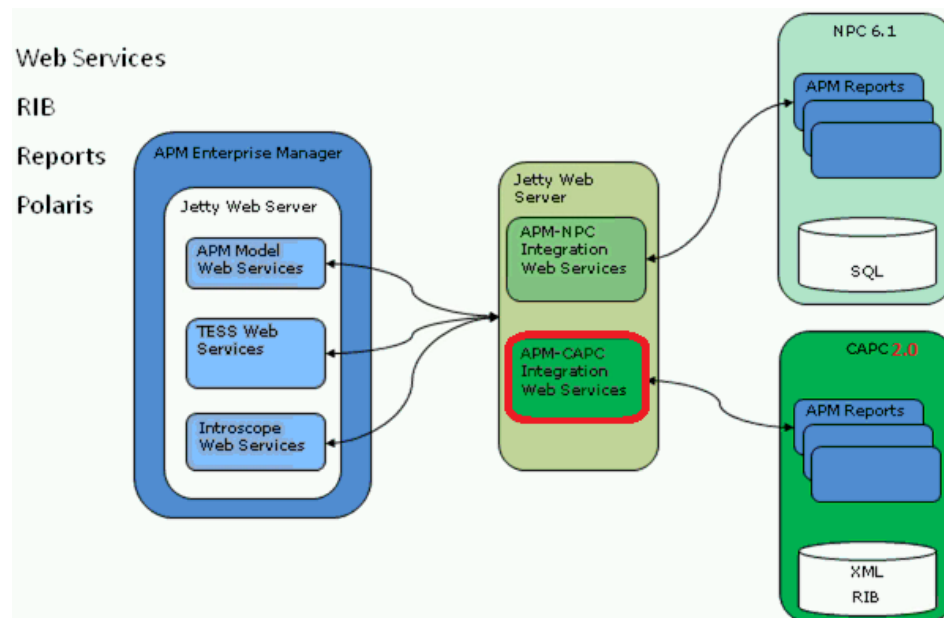 Web Services
RIB
Reports
Polaris
APM Enterprise Manager
Jetty Web Server
APM Model
Web Services
TESS Web
Services
Introscope
Web Services
Jetty Web
Server
APM-NPC
Integration
Web Services
APM-CAPC
Integration
Web Services
NPC 6.1
APM Reports
SQL
CAPC 2.0
APM Reports
XML
RIB